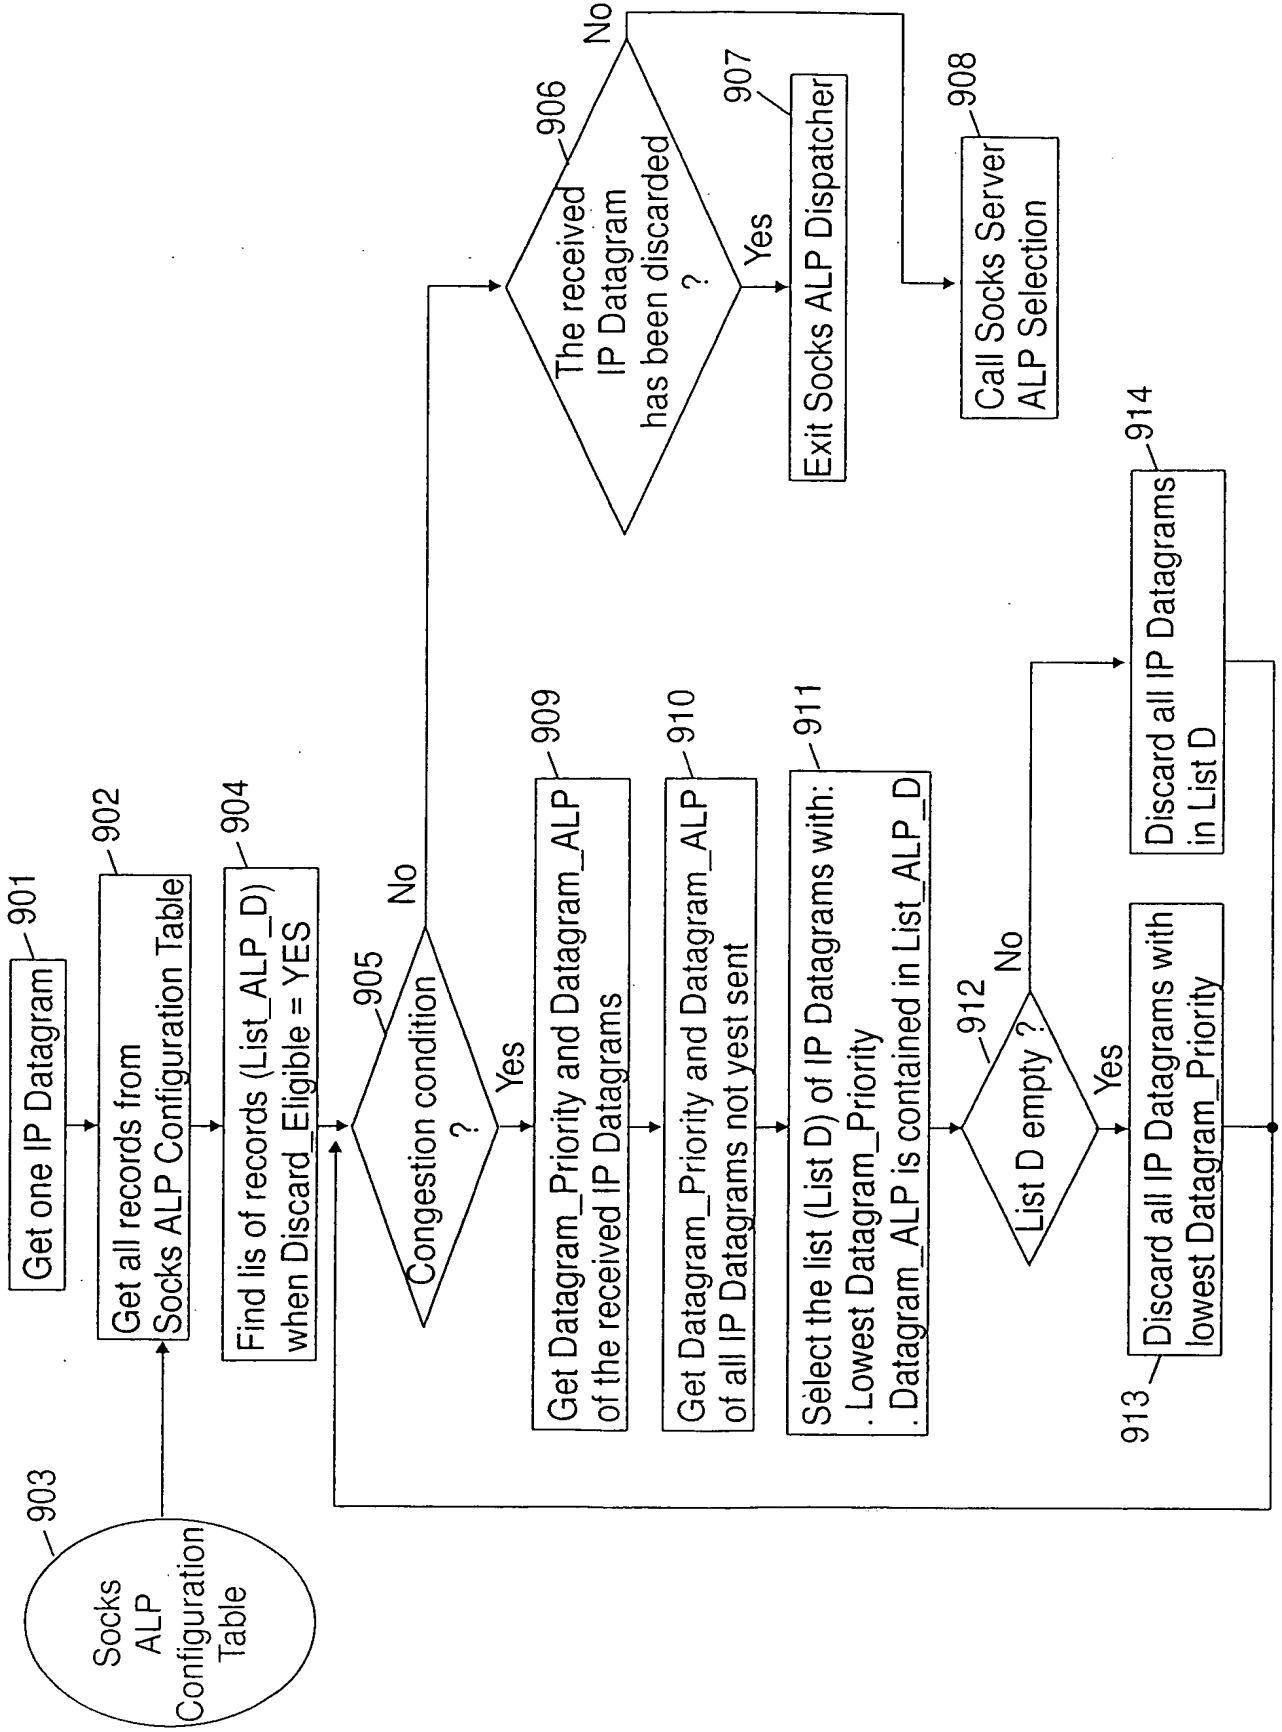 901
Get one IP Datagram
902
Get all records from
Socks ALP Configuration Table
903
Socks
ALP
Configuration
Table
904
Find lis of records (List_ALP_D)
when Discard_Eligible = YES
905
Congestion condition
?
No
Yes
906
The received
IP Datagram
has been discarded
?
No
Yes
907
Exit Socks ALP Dispatcher
908
Call Socks Server
ALP Selection
909
Get Datagram_Priority and Datagram_ALP
of the received IP Datagrams
910
Get Datagram_Priority and Datagram_ALP
of all IP Datagrams not yest sent
911
Select the list (List D) of IP Datagrams with:
. Lowest Datagram_Priority
. Datagram_ALP is contained in List_ALP_D
912
List D empty ?
No
Yes
913
Discard all IP Datagrams with
lowest Datagram_Priority
914
Discard all IP Datagrams
in List D